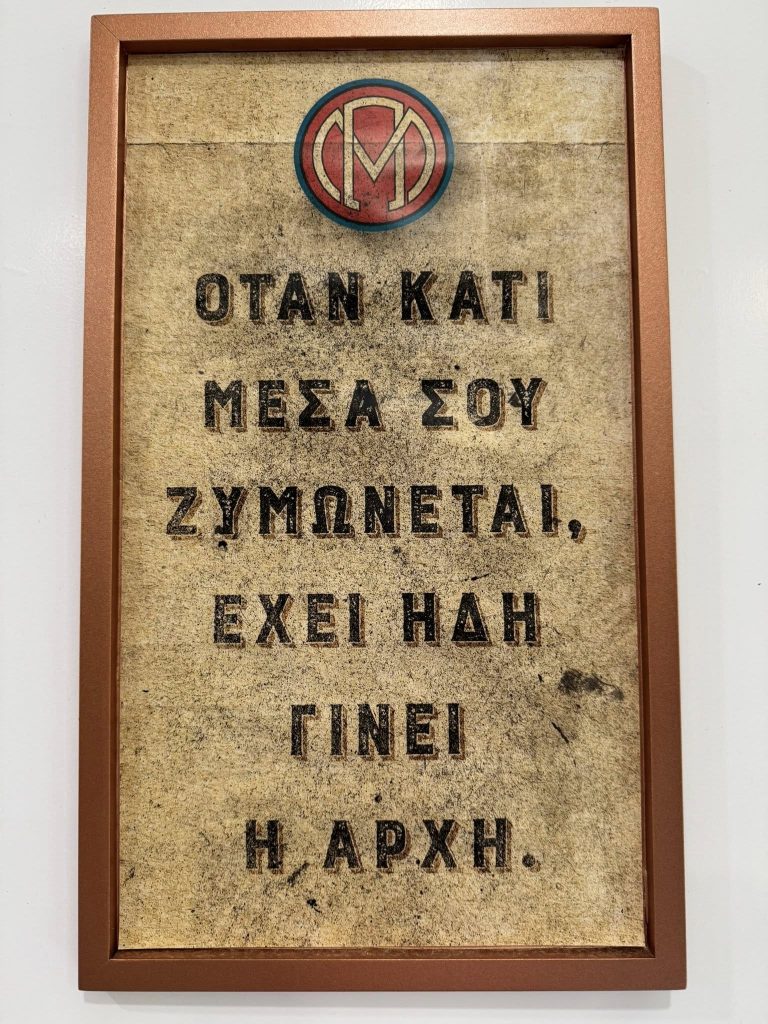 ΟΤΑΝ ΚΑΤΙ
ΜΕΣΑ ΣΟΥ
ΖΥΜΩΝΕΤΑΙ,
ΕΧΕΙ ΗΔΗ
ΓΙΝΕΙ
Η ΑΡΧΗ.